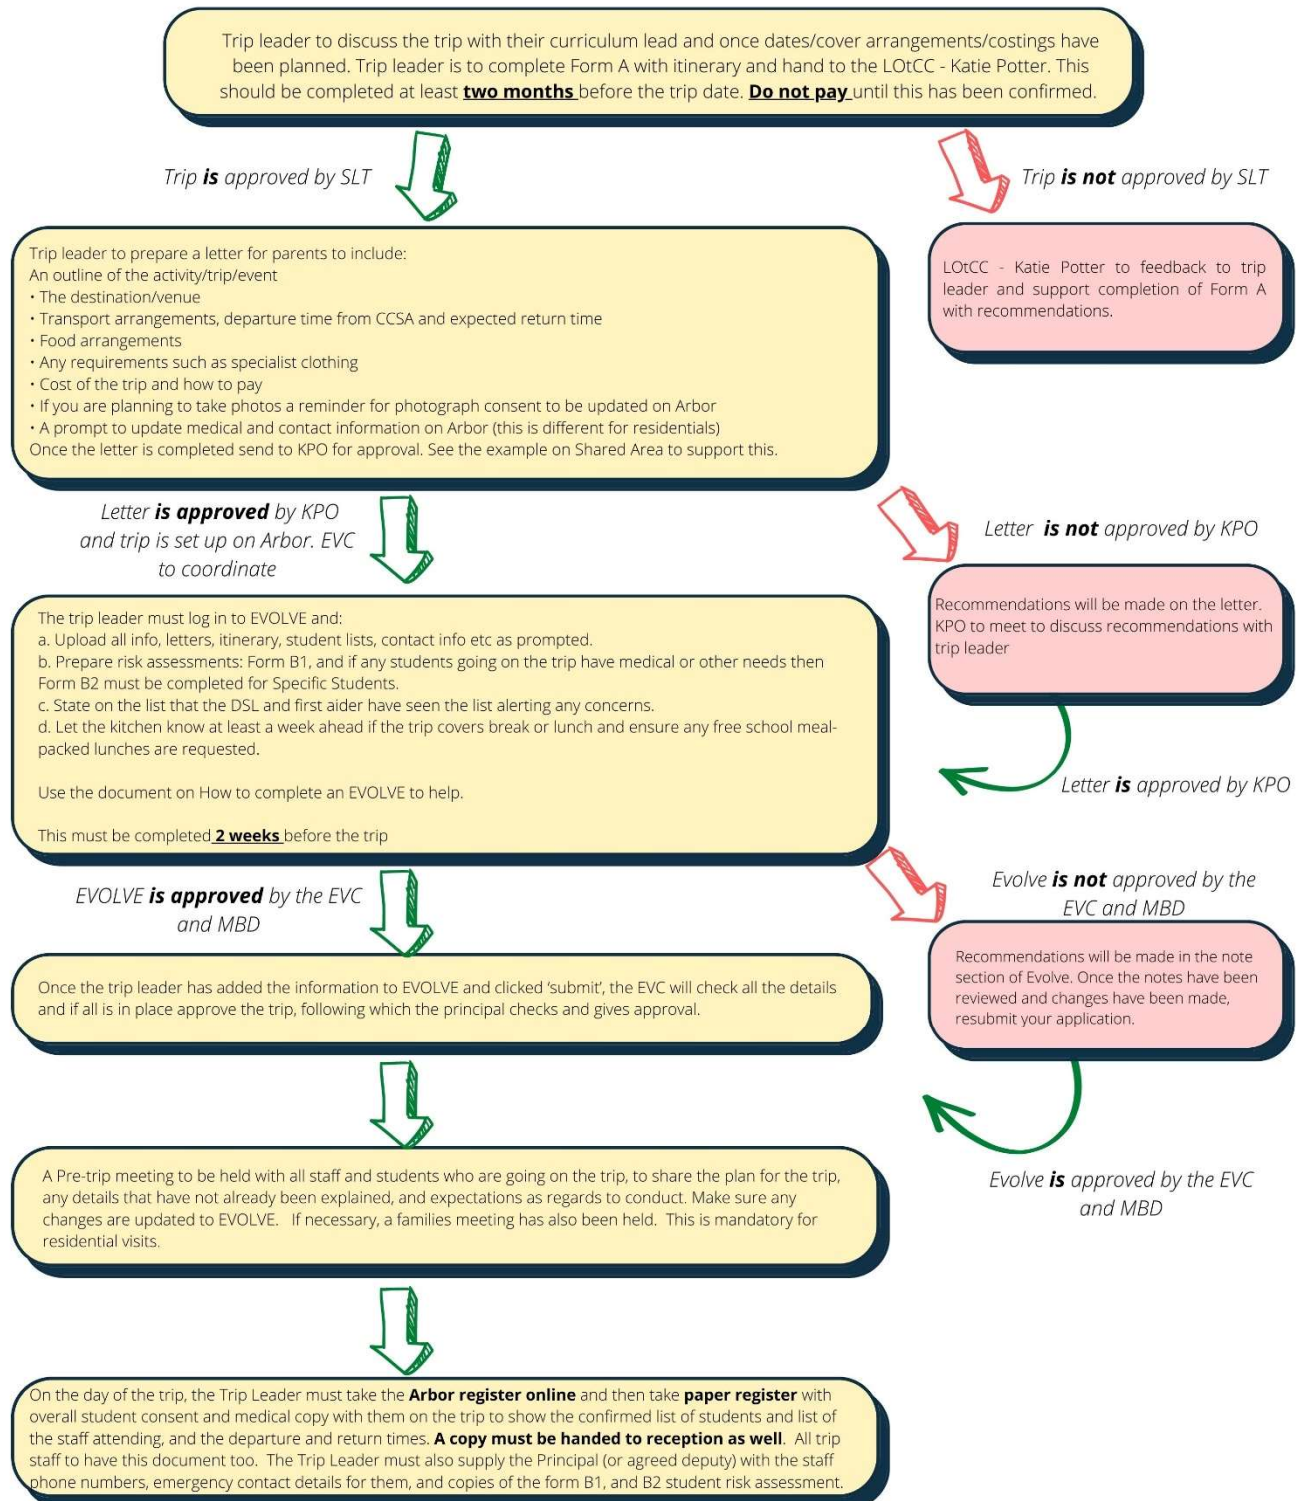 Trip leader to discuss the trip with their curriculum lead and once dates/cover arrangements/costings have
been planned. Trip leader is to complete Form A with itinerary and hand to the LOtCC - Katie Potter. This
should be completed at least two months before the trip date. Do not pay until this has been confirmed.
Trip is approved by SLT
Trip is not approved by SLT
Trip leader to prepare a letter for parents to include:
An outline of the activity/trip/event
• The destination/venue
• Transport arrangements, departure time from CCSA and expected return time
• Food arrangements
• Any requirements such as specialist clothing
• Cost of the trip and how to pay
• If you are planning to take photos a reminder for photograph consent to be updated on Arbor
• A prompt to update medical and contact information on Arbor (this is different for residentials)
Once the letter is completed send to KPO for approval. See the example on Shared Area to support this.
LOtCC - Katie Potter to feedback to trip
leader and support completion of Form A
with recommendations.
Letter is approved by KPO
and trip is set up on Arbor. EVC
to coordinate
Letter is not approved by KPO
The trip leader must log in to EVOLVE and:
a. Upload all info, letters, itinerary, student lists, contact info etc as prompted.
b. Prepare risk assessments: Form B1, and if any students going on the trip have medical or other needs then
Form B2 must be completed for Specific Students.
c. State on the list that the DSL and first aider have seen the list alerting any concerns.
d. Let the kitchen know at least a week ahead if the trip covers break or lunch and ensure any free school meal-
packed lunches are requested.
Use the document on How to complete an EVOLVE to help.
This must be completed 2 weeks before the trip
Recommendations will be made on the letter.
KPO to meet to discuss recommendations with
trip leader
Letter is approved by KPO
EVOLVE is approved by the EVC
and MBD
Evolve is not approved by the
EVC and MBD
Once the trip leader has added the information to EVOLVE and clicked ‘submit’, the EVC will check all the details
and if all is in place approve the trip, following which the principal checks and gives approval.
Recommendations will be made in the note
section of Evolve. Once the notes have been
reviewed and changes have been made,
resubmit your application.
Evolve is approved by the EVC
and MBD
A Pre-trip meeting to be held with all staff and students who are going on the trip, to share the plan for the trip,
any details that have not already been explained, and expectations as regards to conduct. Make sure any
changes are updated to EVOLVE. If necessary, a families meeting has also been held. This is mandatory for
residential visits.
On the day of the trip, the Trip Leader must take the Arbor register online and then take paper register with
overall student consent and medical copy with them on the trip to show the confirmed list of students and list of
the staff attending, and the departure and return times. A copy must be handed to reception as well. All trip
staff to have this document too. The Trip Leader must also supply the Principal (or agreed deputy) with the staff
phone numbers, emergency contact details for them, and copies of the form B1, and B2 student risk assessment.